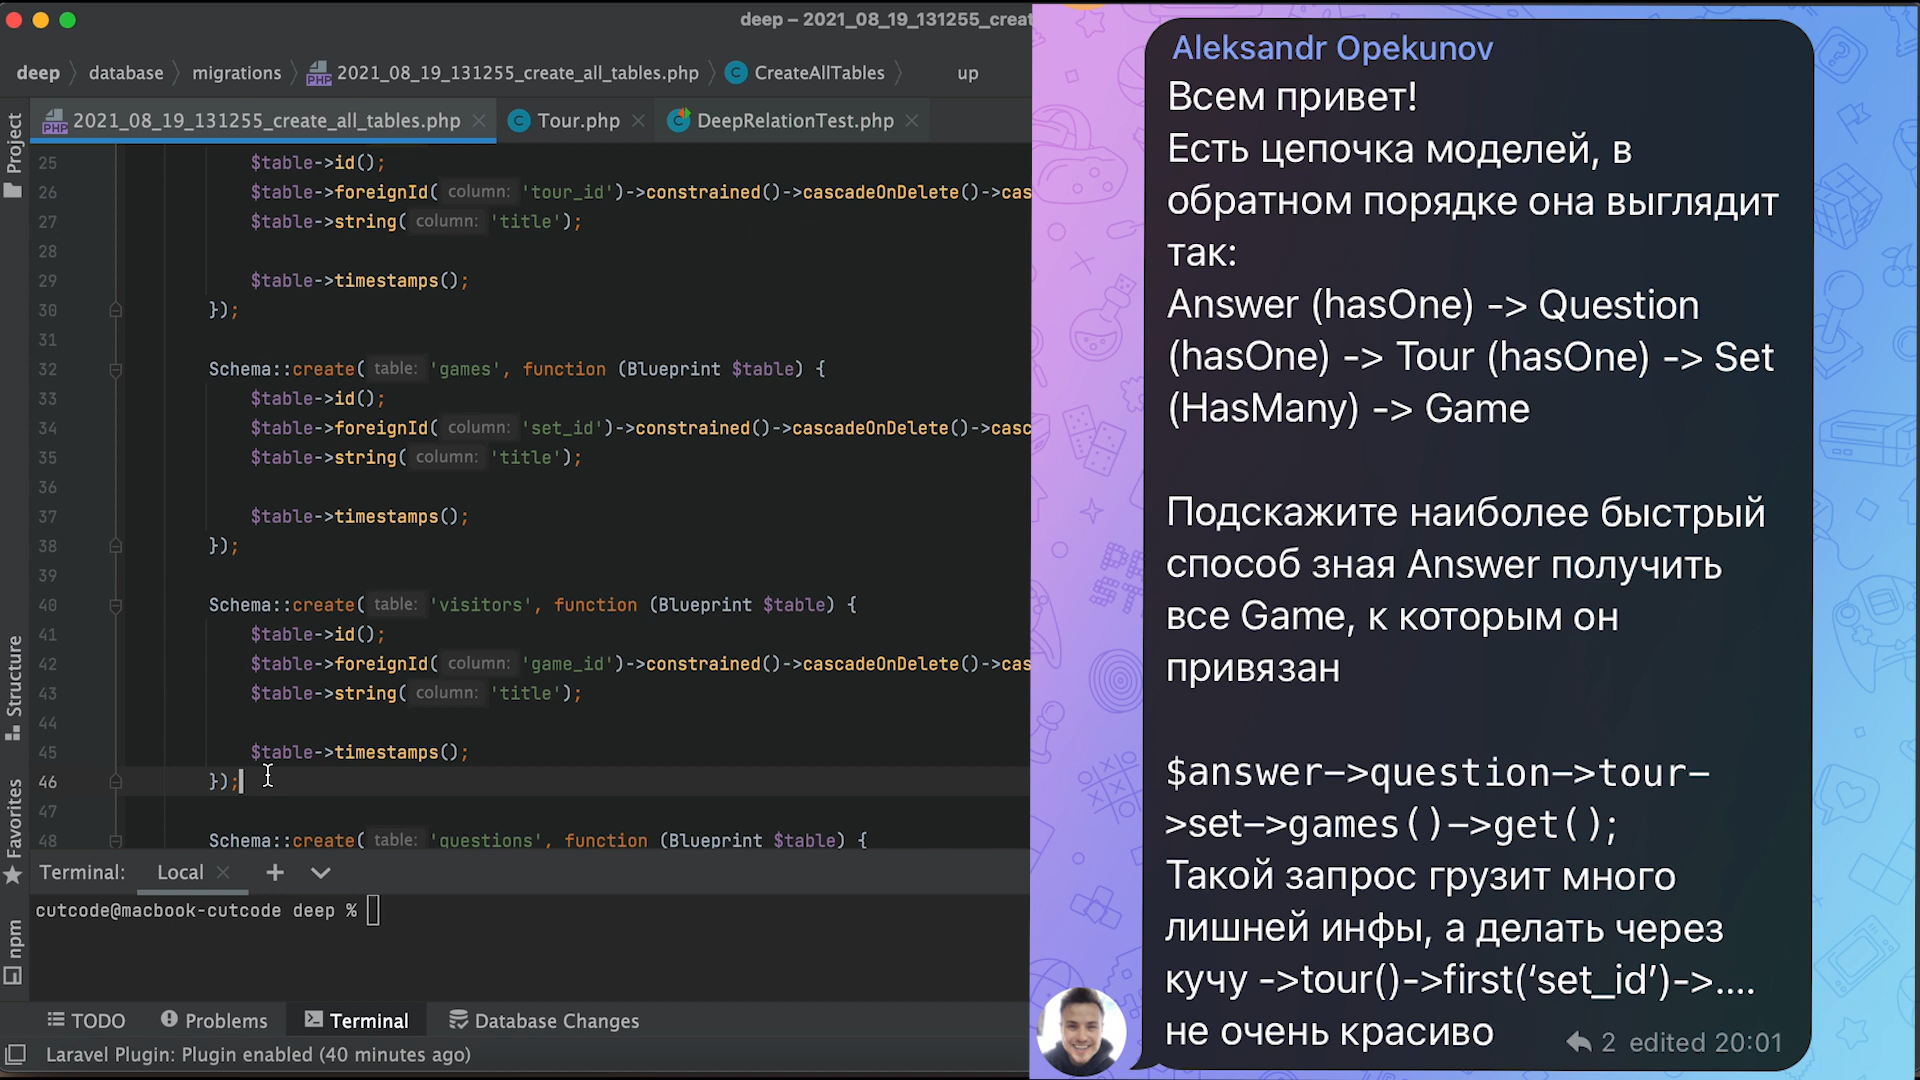 deep – 2021_08_19_131255_creat
deep database migrations 2021_08_19_131255_create_all_tables.php CreateAllTables up
2021_08_19_131255_create_all_tables.php Tour.php DeepRelationTest.php
Project
Structure
Favorites
npm
25 $table->id();
26 $table->foreignId( column: 'tour_id')->constrained()->cascadeOnDelete()->cas
27 $table->string( column: 'title');
28
29 $table->timestamps();
30 });
31
32 Schema::create( table: 'games', function (Blueprint $table) {
33 $table->id();
34 $table->foreignId( column: 'set_id')->constrained()->cascadeOnDelete()->casc
35 $table->string( column: 'title');
36
37 $table->timestamps();
38 });
39
40 Schema::create( table: 'visitors', function (Blueprint $table) {
41 $table->id();
42 $table->foreignId( column: 'game_id')->constrained()->cascadeOnDelete()->cas
43 $table->string( column: 'title');
44
45 $table->timestamps();
46 });
47
48 Schema::create( table: 'questions', function (Blueprint $table) {
Terminal: Local
cutcode@macbook-cutcode deep %
TODO Problems Terminal Database Changes
Laravel Plugin: Plugin enabled (40 minutes ago)
Aleksandr Opekunov
Всем привет!
Есть цепочка моделей, в
обратном порядке она выглядит
так:
Answer (hasOne) -> Question
(hasOne) -> Tour (hasOne) -> Set
(HasMany) -> Game
Подскажите наиболее быстрый
способ зная Answer получить
все Game, к которым он
привязан
$answer->question->tour-
>set->games()->get();
Такой запрос грузит много
лишней инфы, а делать через
кучу ->tour()->first(‘set_id’)->....
не очень красиво
2 edited 20:01